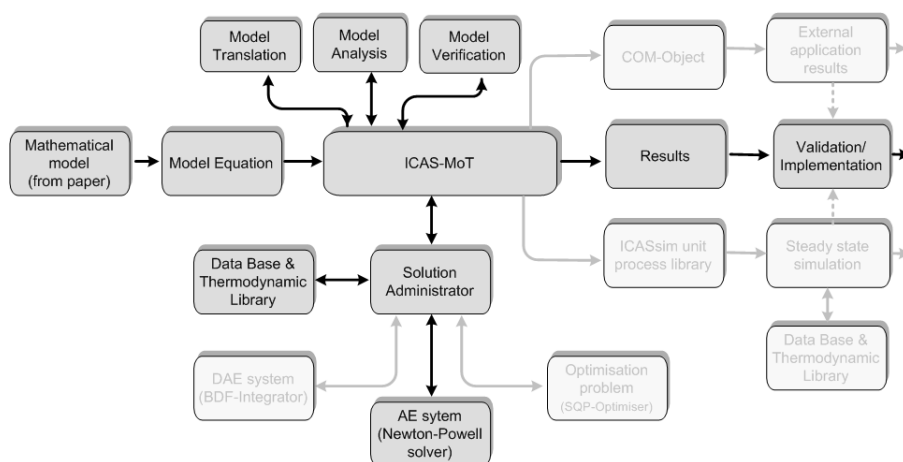 Model
Translation
Model
Analysis
Model
Verification
COM-Object
External
application
results
Mathematical
model
(from paper)
Model Equation
ICAS-MoT
Results
Validation/
Implementation
Data Base &
Thermodynamic
Library
Solution
Administrator
ICASsim unit
process library
Steady state
simulation
DAE system
(BDF-Integrator)
AE sytem
(Newton-Powell
solver)
Optimisation
problem
(SQP-Optimiser)
Data Base &
Thermodynamic
Library